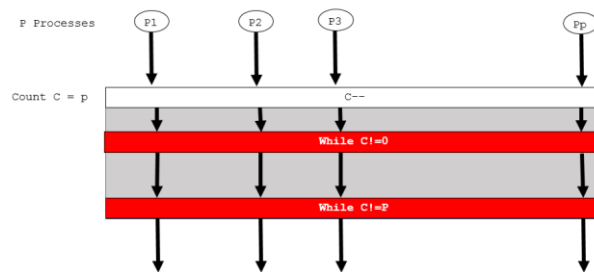 P Processes P1 P2 P3 Pp
Count C = p C--
While C!=0
While C!=P